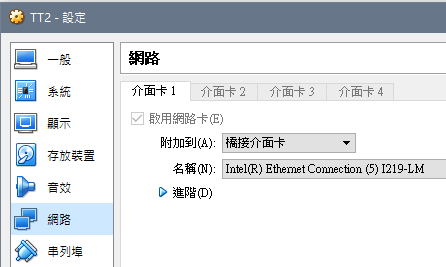 TT2 - 設定
一般
系統
顯示
存放裝置
音效
網路
串列埠
網路
介面卡 1 介面卡 2 介面卡 3 介面卡 4
啟用網路卡(E)
附加到(A): 橋接介面卡
名稱(N): Intel(R) Ethernet Connection (5) I219-LM
進階(D)